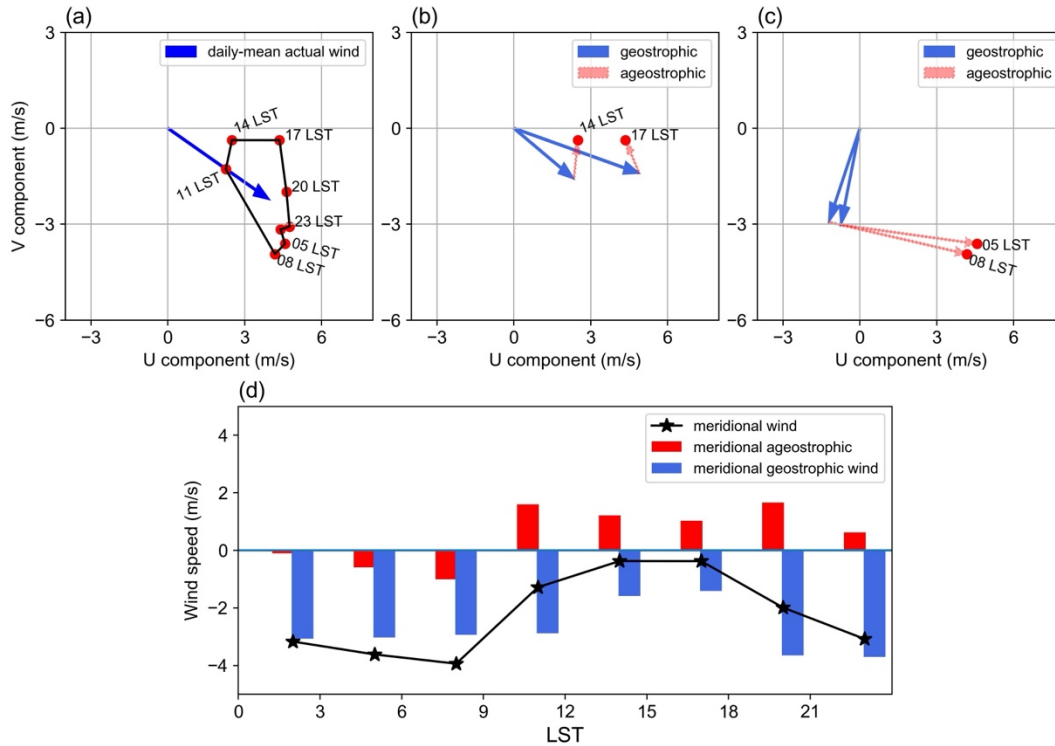 (a)
daily-mean actual wind
3
0
−3
−6
V component (m/s)
14 LST
17 LST
11 LST
20 LST
23 LST
05 LST
08 LST
−3
0
3
6
U component (m/s)
(b)
geostrophic
ageostrophic
3
0
−3
−6
14 LST
17 LST
−3
0
3
6
U component (m/s)
(c)
geostrophic
ageostrophic
3
0
−3
−6
05 LST
08 LST
−3
0
3
6
U component (m/s)
(d)
meridional wind
meridional ageostrophic
meridional geostrophic wind
4
2
0
−2
−4
Wind speed (m/s)
0
3
6
9
12
15
18
21
LST